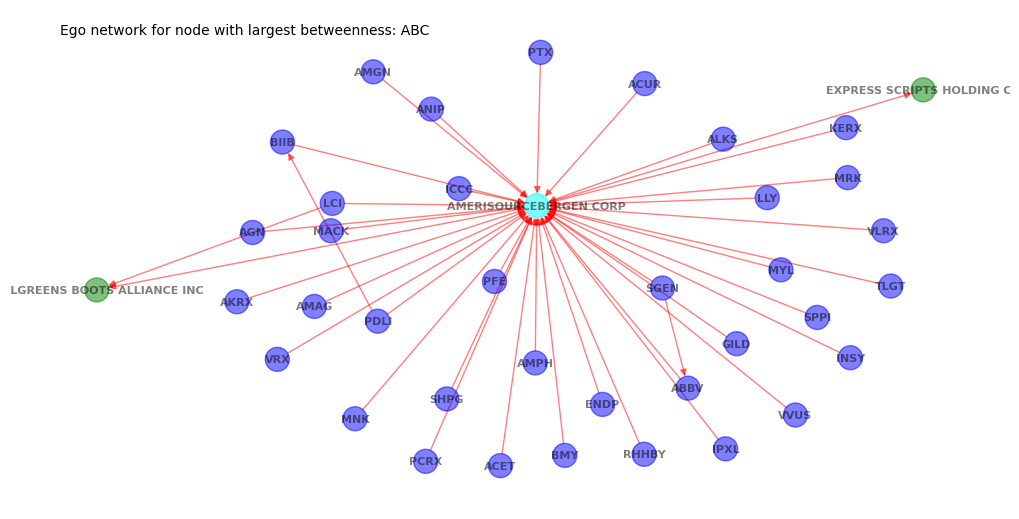 Ego network for node with largest betweenness: ABC
PTX
AMGN
ACUR
EXPRESS SCRIPTS HOLDING C
ANIP
KERX
ALKS
BIIB
MRK
ICCC
LLY
LCI
AMERISOURCEBERGEN CORP
AGN
MACK
VLRX
MYL
PFE
TLGT
SGEN
LGREENS BOOTS ALLIANCE INC
AKRX
AMAG
SPPI
PDLI
GILD
VRX
INSY
AMPH
ABBV
SHPG
ENDP
VVUS
MNK
IPXL
RHHBY
BMY
PCRX
ACET